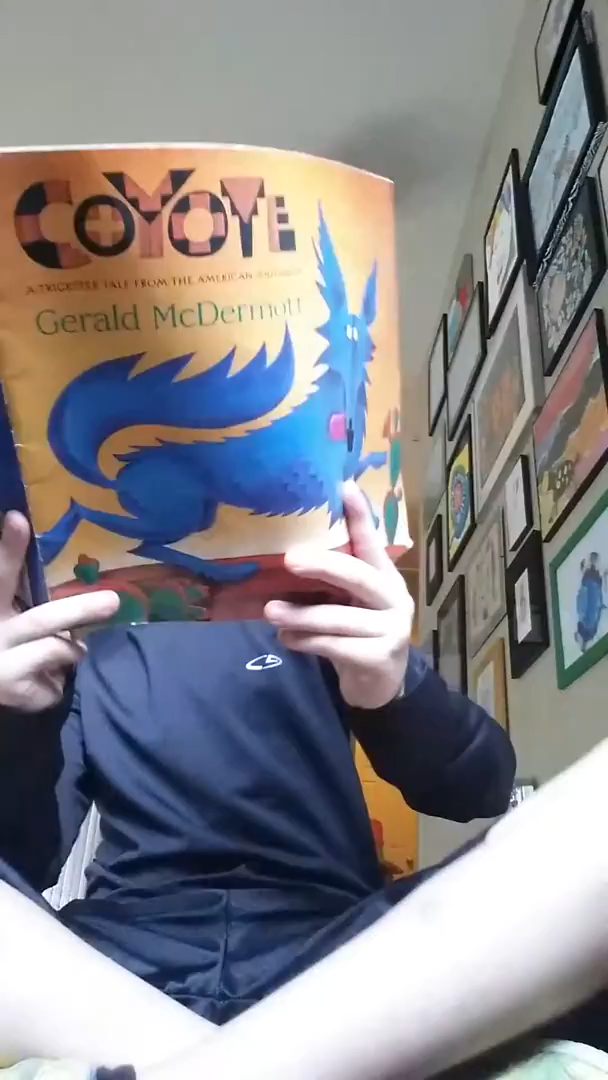 COYOTE
A TRICKSTER TALE FROM THE AMERICAN SOUTHWEST
Gerald McDermott